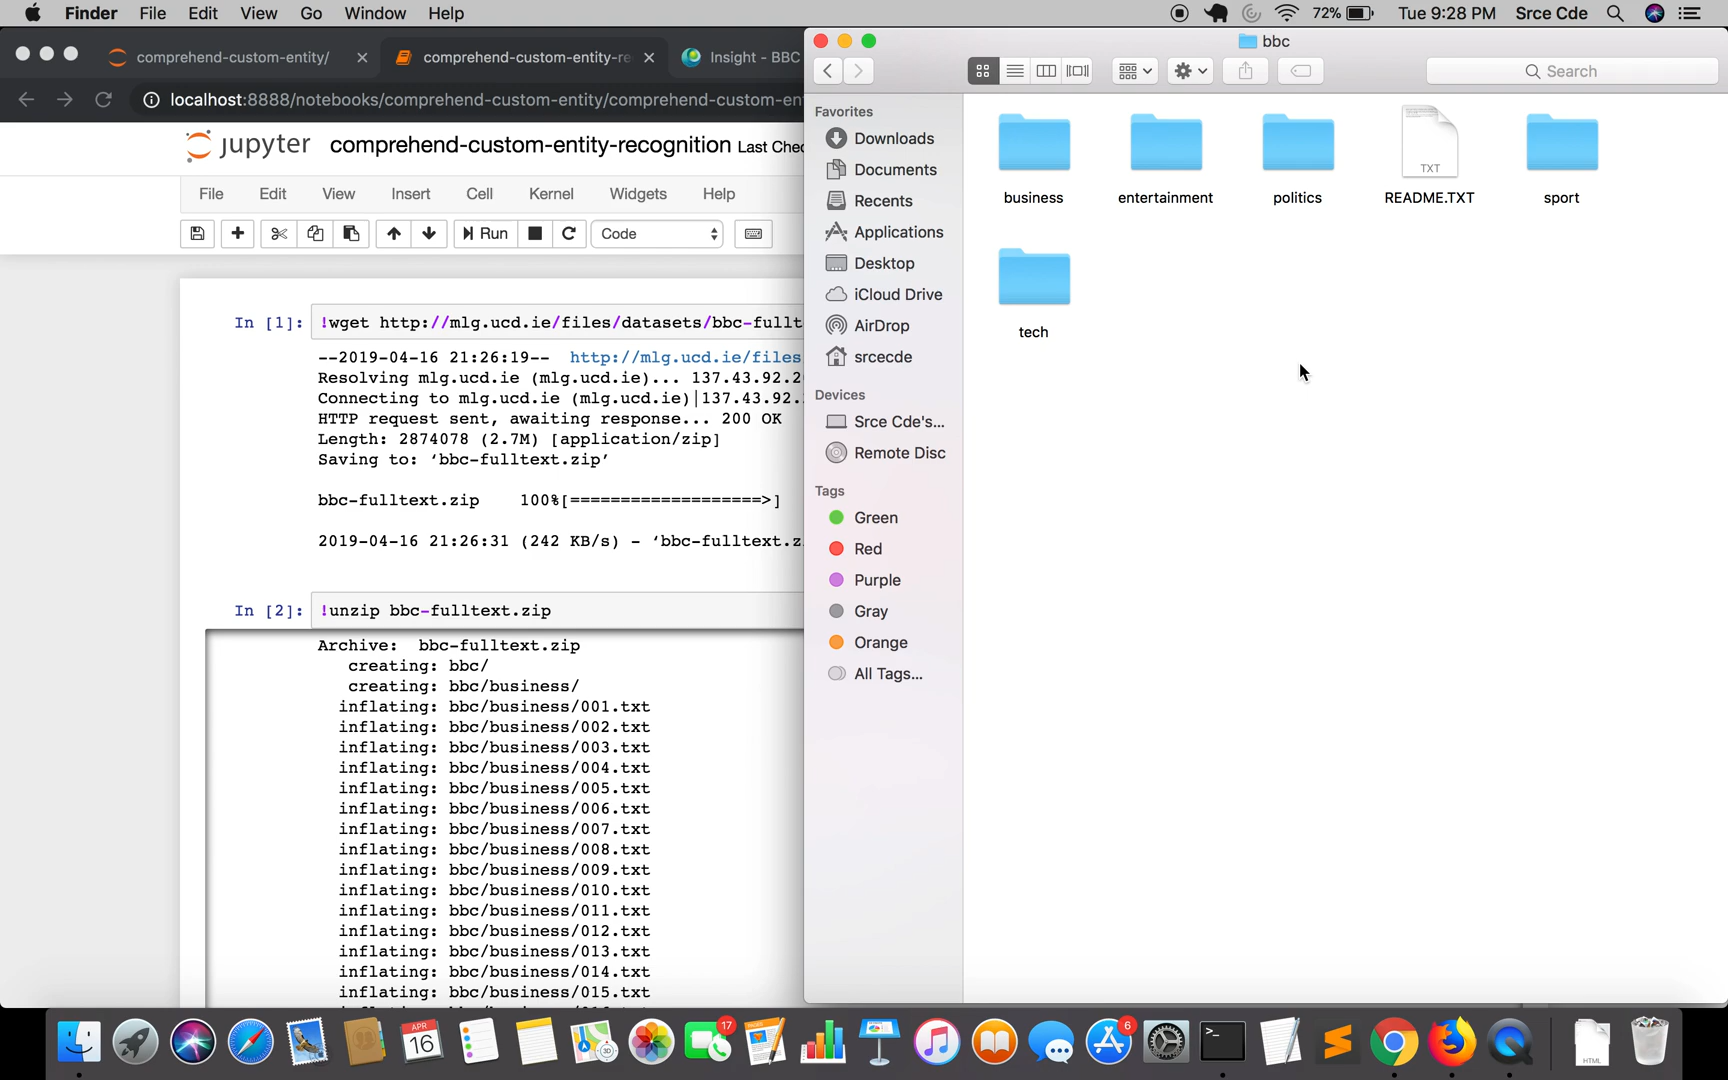 Finder File Edit View Go Window Help 72% Tue 9:28 PM Srce Cde
comprehend-custom-entity/ comprehend-custom-entity-re Insight - BBC
localhost:8888/notebooks/comprehend-custom-entity/comprehend-custom-en
jupyter comprehend-custom-entity-recognition Last Che
File Edit View Insert Cell Kernel Widgets Help
Run Code
In [1]: !wget http://mlg.ucd.ie/files/datasets/bbc-fullt
--2019-04-16 21:26:19-- http://mlg.ucd.ie/files
Resolving mlg.ucd.ie (mlg.ucd.ie)... 137.43.92.
Connecting to mlg.ucd.ie (mlg.ucd.ie)|137.43.92.
HTTP request sent, awaiting response... 200 OK
Length: 2874078 (2.7M) [application/zip]
Saving to: ‘bbc-fulltext.zip’
bbc-fulltext.zip 100%[===================>]
2019-04-16 21:26:31 (242 KB/s) - ‘bbc-fulltext.z
In [2]: !unzip bbc-fulltext.zip
Archive: bbc-fulltext.zip
creating: bbc/
creating: bbc/business/
inflating: bbc/business/001.txt
inflating: bbc/business/002.txt
inflating: bbc/business/003.txt
inflating: bbc/business/004.txt
inflating: bbc/business/005.txt
inflating: bbc/business/006.txt
inflating: bbc/business/007.txt
inflating: bbc/business/008.txt
inflating: bbc/business/009.txt
inflating: bbc/business/010.txt
inflating: bbc/business/011.txt
inflating: bbc/business/012.txt
inflating: bbc/business/013.txt
inflating: bbc/business/014.txt
inflating: bbc/business/015.txt
bbc
Search
Favorites
Downloads
Documents
Recents
Applications
Desktop
iCloud Drive
AirDrop
srcecde
Devices
Srce Cde's...
Remote Disc
Tags
Green
Red
Purple
Gray
Orange
All Tags...
TXT
business entertainment politics README.TXT sport
tech
APR
16
17
PAGES
3D
6
>_
HTML